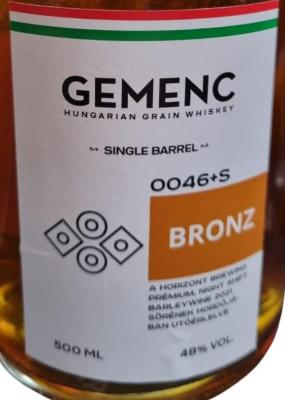 GEMENC
HUNGARIAN GRAIN WHISKEY
SINGLE BARREL
0046+S
BRONZ
A HORIZONT BREWING
PRÉMIUM, NIGHT SHIFT
BARLEYWINE 2021
SÖRÉNEK HORDÓJÁ-
BAN UTÓÉRLELVE
500 ML
48% VOL.